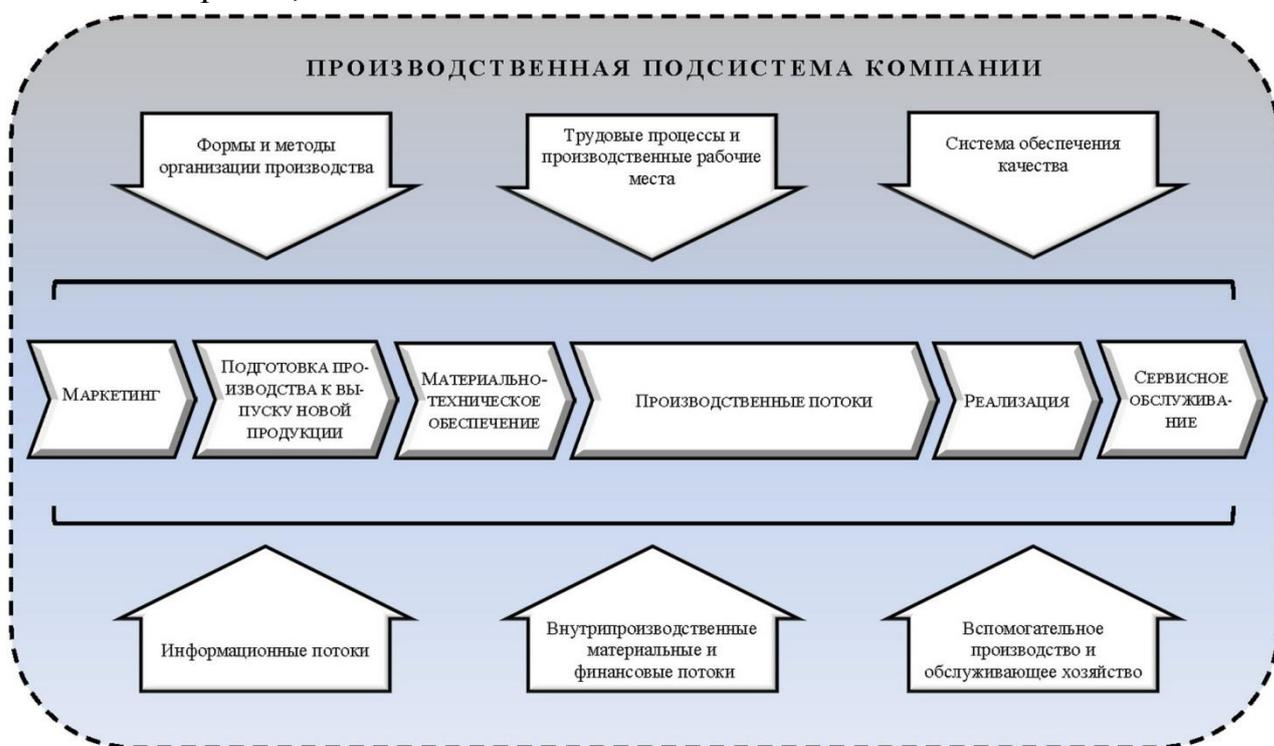 ПРОИЗВОДСТВЕННАЯ ПОДСИСТЕМА КОМПАНИИ
Формы и методы
организации производства
Трудовые процессы и
производственные рабочие
места
Система обеспечения
качества
МАРКЕТИНГ
ПОДГОТОВКА ПРО-
ИЗВОДСТВА К ВЫ-
ПУСКУ НОВОЙ
ПРОДУКЦИИ
МАТЕРИАЛЬНО-
ТЕХНИЧЕСКОЕ
ОБЕСПЕЧЕНИЕ
ПРОИЗВОДСТВЕННЫЕ ПОТОКИ
РЕАЛИЗАЦИЯ
СЕРВИСНОЕ
ОБСЛУЖИВА-
НИЕ
Информационные потоки
Внутрипроизводственные
материальные и
финансовые потоки
Вспомогательное
производство и
обслуживающее хозяйство